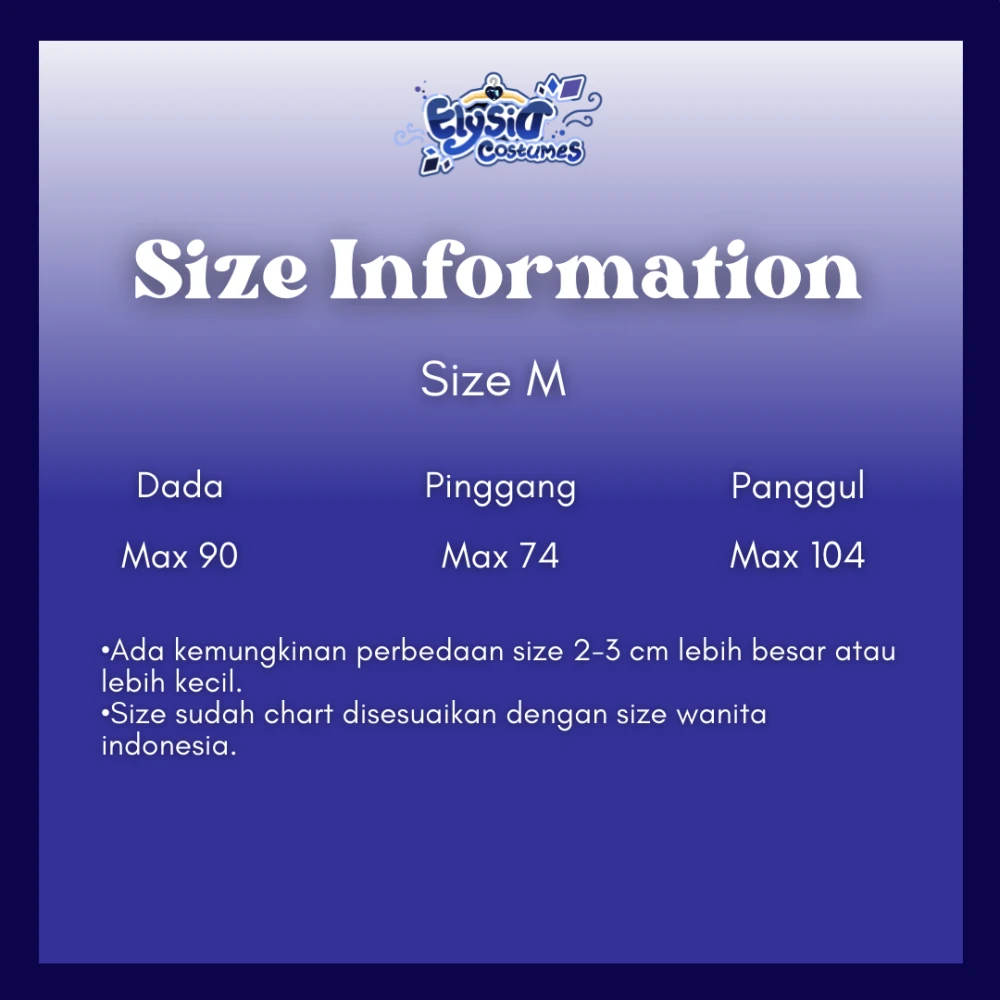 Elysia
Costumes
Size Information
Size M
Dada Pinggang Panggul
Max 90 Max 74 Max 104
•Ada kemungkinan perbedaan size 2-3 cm lebih besar atau
lebih kecil.
•Size sudah chart disesuaikan dengan size wanita
indonesia.